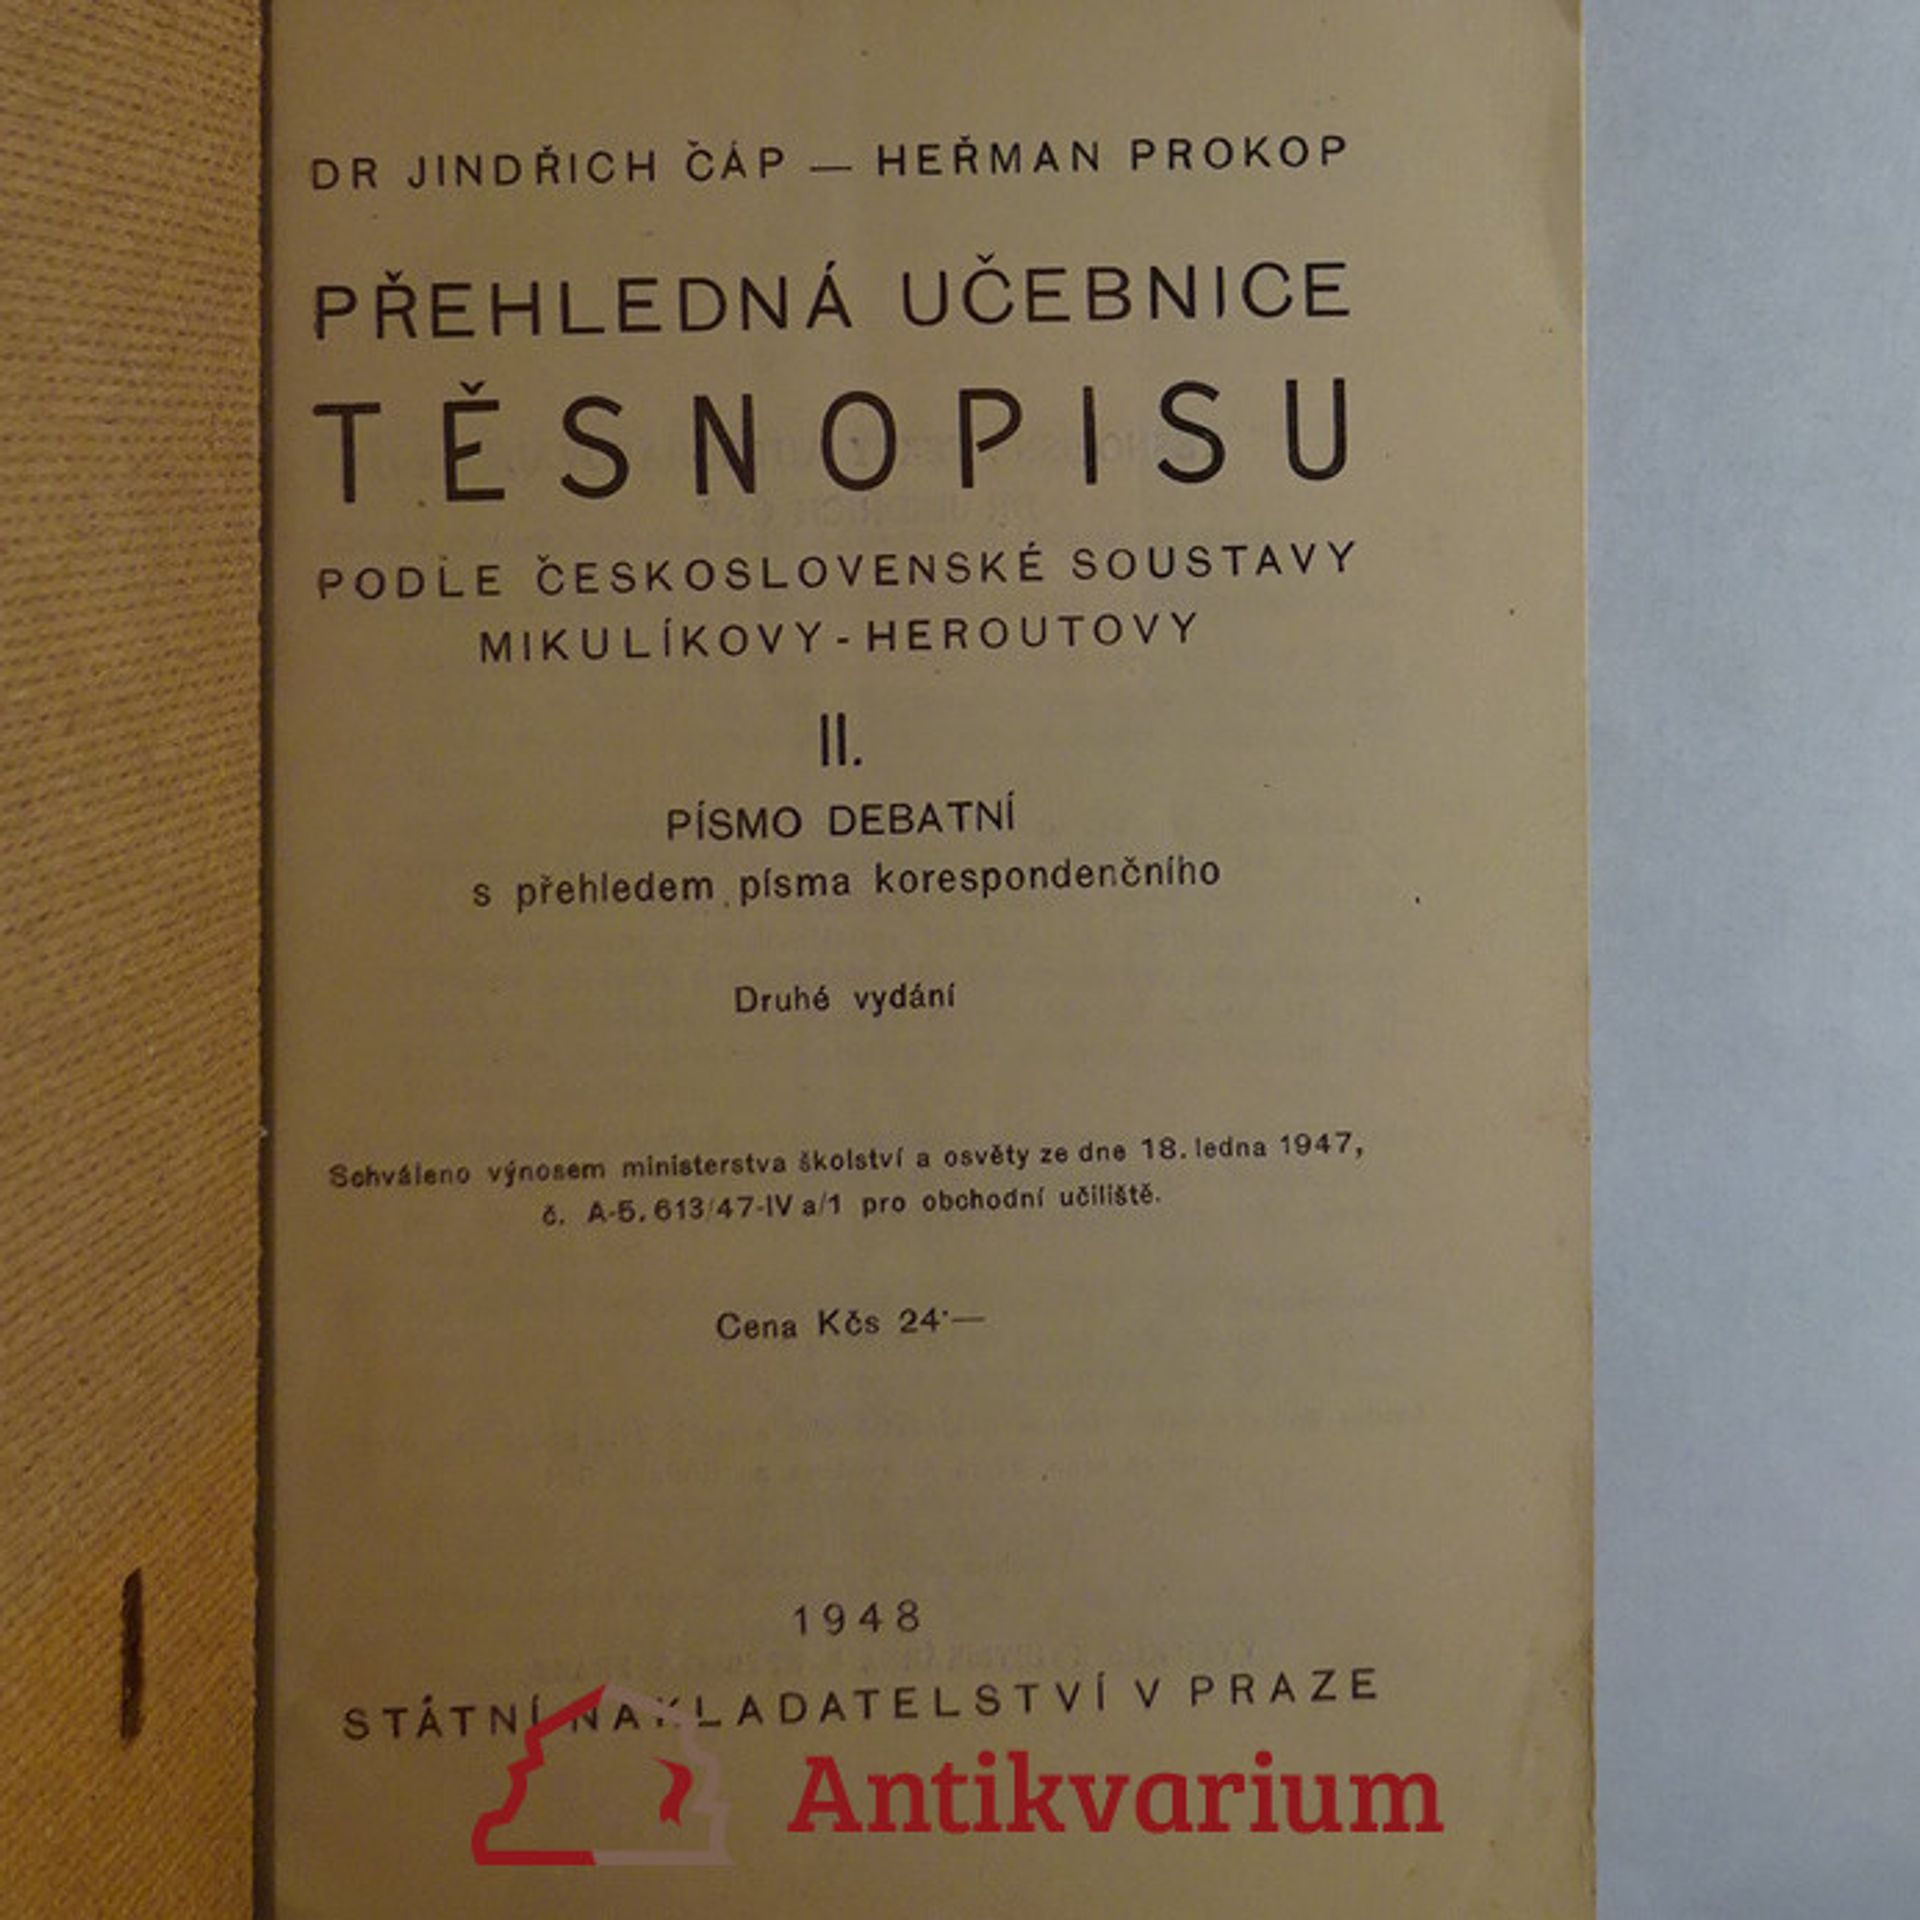 DR JINDŘICH ČÁP — HEŘMAN PROKOP
PŘEHLEDNÁ UČEBNICE
TĚSNOPISU
PODLE ČESKOSLOVENSKÉ SOUSTAVY
MIKULÍKOVY-HEROUTOVY
II.
PÍSMO DEBATNÍ
s přehledem písma korespondenčního
Druhé vydání
Schváleno výnosem ministerstva školství a osvěty ze dne 18. ledna 1947,
č. A-5.613/47-IV a/1 pro obchodní učiliště.
Cena Kčs 24·—
1948
STÁTNÍ NAKLADATELSTVÍ V PRAZE
Antikvarium